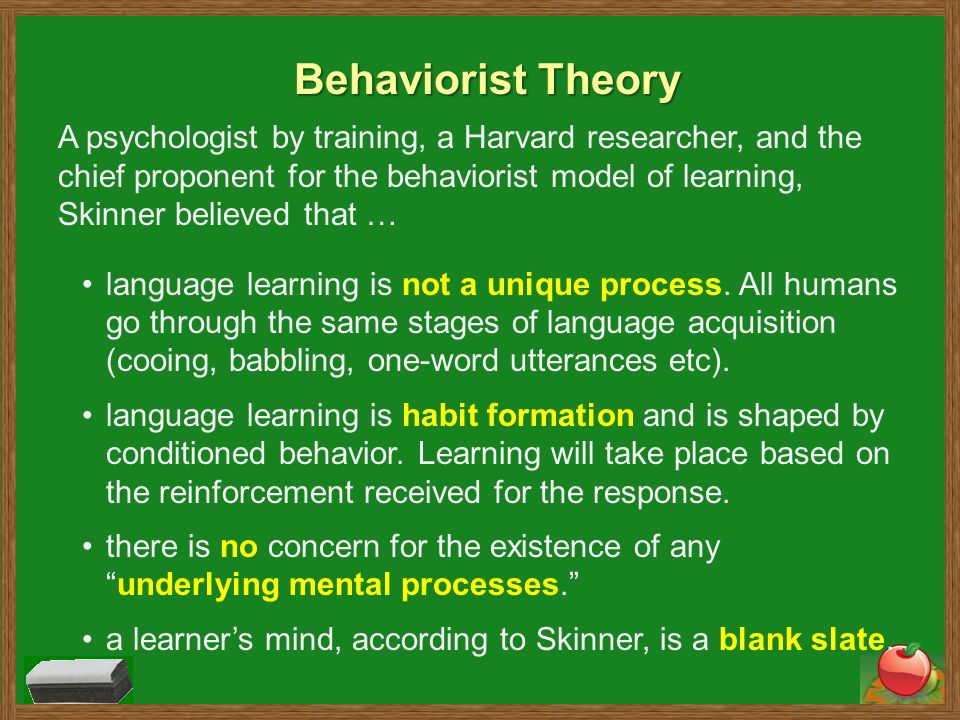 Behaviorist Theory
A psychologist by training, a Harvard researcher, and the
chief proponent for the behaviorist model of learning,
Skinner believed that …
• language learning is not a unique process. All humans
go through the same stages of language acquisition
(cooing, babbling, one-word utterances etc).
• language learning is habit formation and is shaped by
conditioned behavior. Learning will take place based on
the reinforcement received for the response.
• there is no concern for the existence of any
“underlying mental processes.”
• a learner’s mind, according to Skinner, is a blank slate.